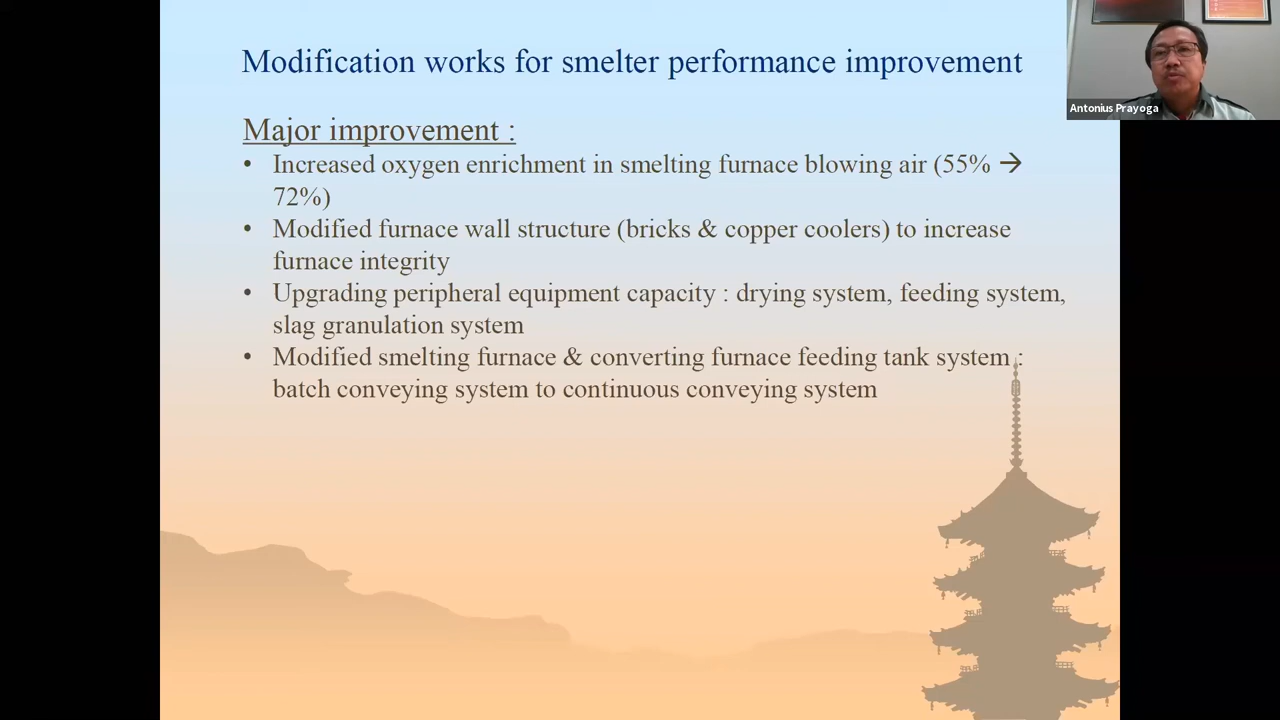 Modification works for smelter performance improvement
Antonius Prayoga
Major improvement :
• Increased oxygen enrichment in smelting furnace blowing air (55% →
72%)
• Modified furnace wall structure (bricks & copper coolers) to increase
furnace integrity
• Upgrading peripheral equipment capacity : drying system, feeding system,
slag granulation system
• Modified smelting furnace & converting furnace feeding tank system :
batch conveying system to continuous conveying system